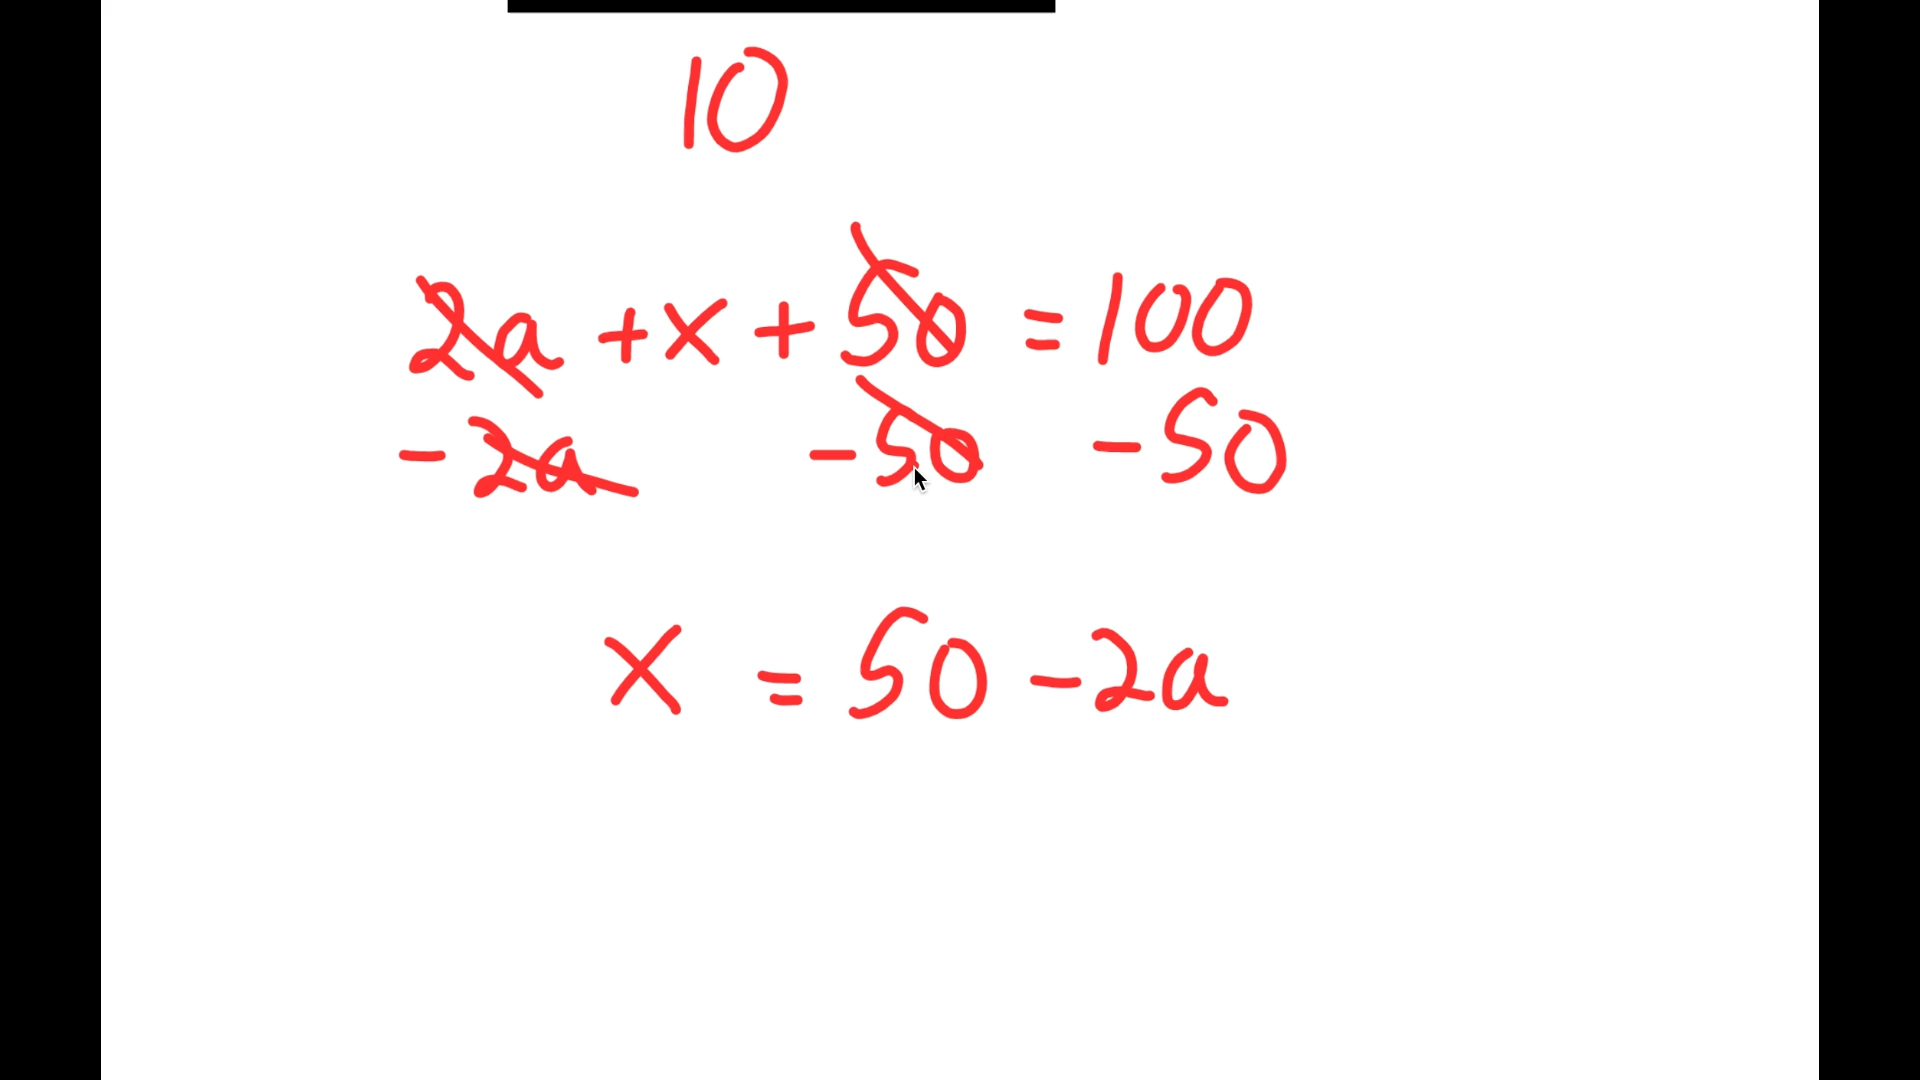 10
2a + x + 50 = 100
- 2a - 50 - 50
x = 50 - 2a